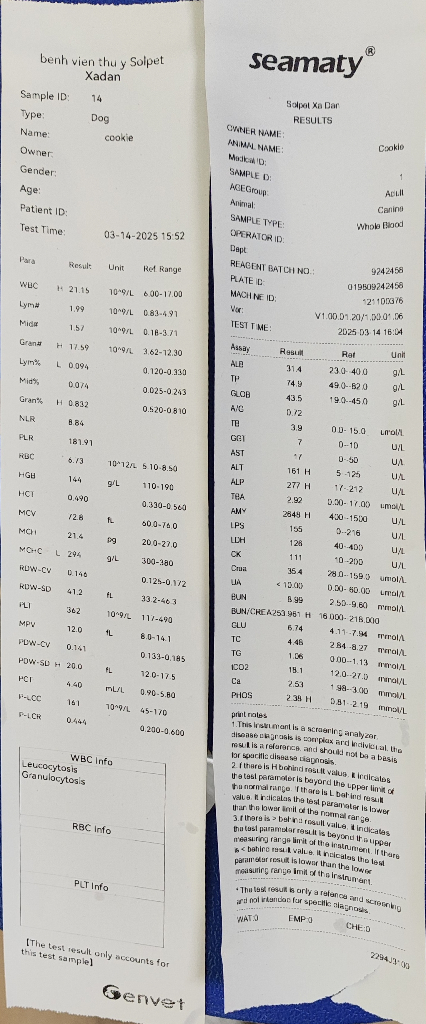 benh vien thu y Solpet
Xadan
Sample ID: 14
Type: Dog
Name: cookie
Owner:
Gender:
Age:
Patient ID:
Test Time: 03-14-2025 15:52
Para Result Unit Ref. Range
WBC H 21.15 10^9/L 6.00-17.00
Lym# 1.99 10^9/L 0.83-4.91
Mid# 1.57 10^9/L 0.18-3.71
Gran# H 17.59 10^9/L 3.62-12.30
Lym% L 0.094 0.120-0.330
Mid% 0.074 0.025-0.243
Gran% H 0.832 0.520-0.810
NLR 8.84
PLR 181.91
RBC 6.73 10^12/L 5.10-8.50
HGB 144 g/L 110-190
HCT 0.490 0.330-0.560
MCV 72.8 fL 60.0-76.0
MCH 21.4 pg 20.0-27.0
MCHC L 294 g/L 300-380
RDW-CV 0.146 0.125-0.172
RDW-SD 41.2 fL 33.2-46.3
PLT 362 10^9/L 117-490
MPV 12.0 fL 8.0-14.1
PDW-CV 0.141 0.133-0.185
PDW-SD H 20.0 fL 12.0-17.5
PCT 4.40 mL/L 0.90-5.80
P-LCC 161 10^9/L 45-170
P-LCR 0.444 0.200-0.600
WBC Info
Leucocytosis
Granulocytosis
RBC Info
PLT Info
[The test result only accounts for
this test sample]
Genvet
seamaty®
Solpet Xa Dan
RESULTS
OWNER NAME:
ANIMAL NAME: Cookie
Medical ID:
SAMPLE ID: 1
AGEGroup: Adult
Animal: Canine
SAMPLE TYPE: Whole Blood
OPERATOR ID:
Dept:
REAGENT BATCH NO.: 9242458
PLATE ID: 019809242458
MACHINE ID: 121100376
Ver: V1.00.01.20/1.00.01.06
TEST TIME: 2025-03-14 16:04
Assay Result Ref Unit
ALB 31.4 23.0-40.0 g/L
TP 74.9 49.0-82.0 g/L
GLOB 43.5 19.0-45.0 g/L
A/G 0.72
TB 3.9 0.0-15.0 umol/L
GGT 7 0-10 U/L
AST 17 0-50 U/L
ALT 161 H 5-125 U/L
ALP 277 H 17-212 U/L
TBA 2.92 0.00-17.00 umol/L
AMY 2648 H 400-1500 U/L
LPS 155 0-216 U/L
LDH 126 40-400 U/L
CK 111 10-200 U/L
Crea 35.4 28.0-159.0 umol/L
UA <10.00 0.00-60.00 umol/L
BUN 8.99 2.50-9.60 mmol/L
BUN/CREA 253.961 H 16.000-218.000
GLU 6.74 4.11-7.94 mmol/L
TC 4.48 2.84-8.27 mmol/L
TG 1.06 0.00-1.13 mmol/L
tCO2 18.1 12.0-27.0 mmol/L
Ca 2.53 1.98-3.00 mmol/L
PHOS 2.38 H 0.81-2.19 mmol/L
print notes
1.This instrument is a screening analyzer,
disease diagnosis is complex and individual, the
result is a reference, and should not be a basis
for specific disease diagnosis.
2.if there is H behind result value, it indicates
the test parameter is beyond the upper limit of
the normal range. If there is L behind result
value, it indicates the test parameter is lower
than the lower limit of the normal range.
3.if there is > behind result value, it indicates
the test parameter result is beyond the upper
measuring range limit of the instrument. If there
is < behind result value, it indicates the test
parameter result is lower than the lower
measuring range limit of the instrument.
* The test result is only a refence and screening
and not intended for specific diagnosis.
WAT:0 EMP:0 CHE:0